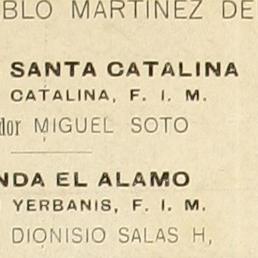 BLO MARTINEZ DE
SANTA CATALINA
CATALINA, F. I. M.
dor MIGUEL SOTO
NDA EL ALAMO
YERBANIS, F. I. M.
DIONISIO SALAS H,